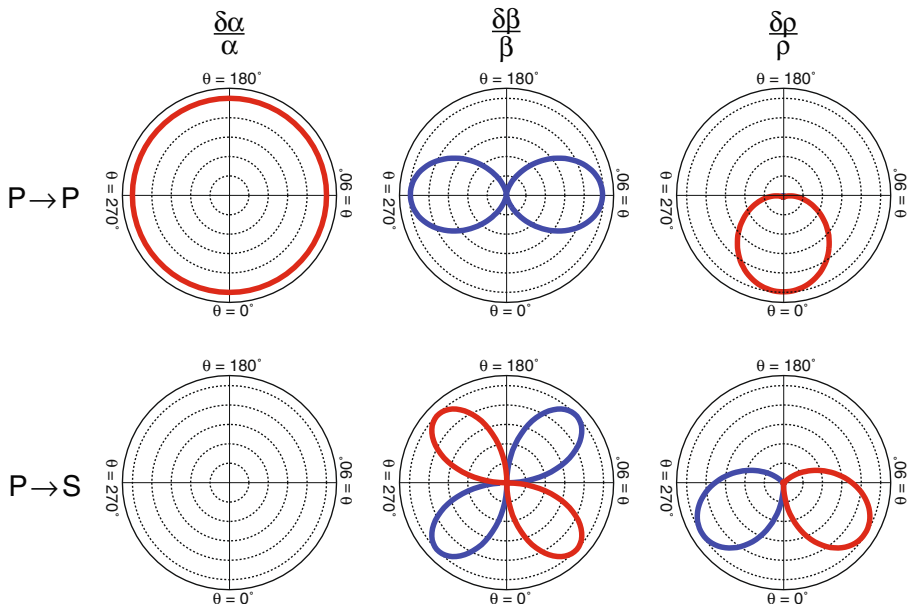 δα/α δβ/β δρ/ρ
θ = 180° θ = 180° θ = 180°
P→P θ = 270° θ = 90° θ = 270° θ = 90° θ = 270° θ = 90°
θ = 0° θ = 0° θ = 0°
θ = 180° θ = 180° θ = 180°
P→S θ = 270° θ = 90° θ = 270° θ = 90° θ = 270° θ = 90°
θ = 0° θ = 0° θ = 0°